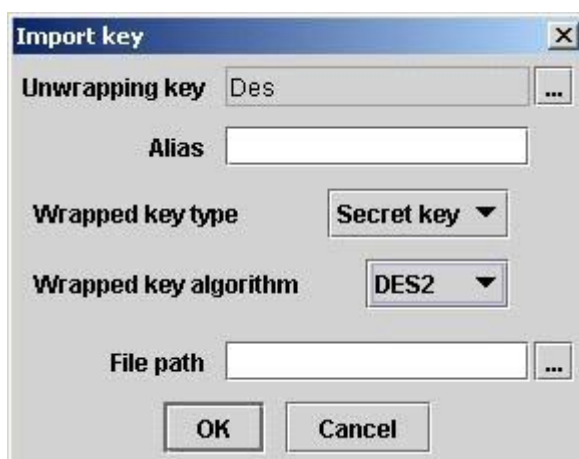 Import key
Unwrapping key Des ...
Alias
Wrapped key type Secret key
Wrapped key algorithm DES2
File path ...
OK Cancel